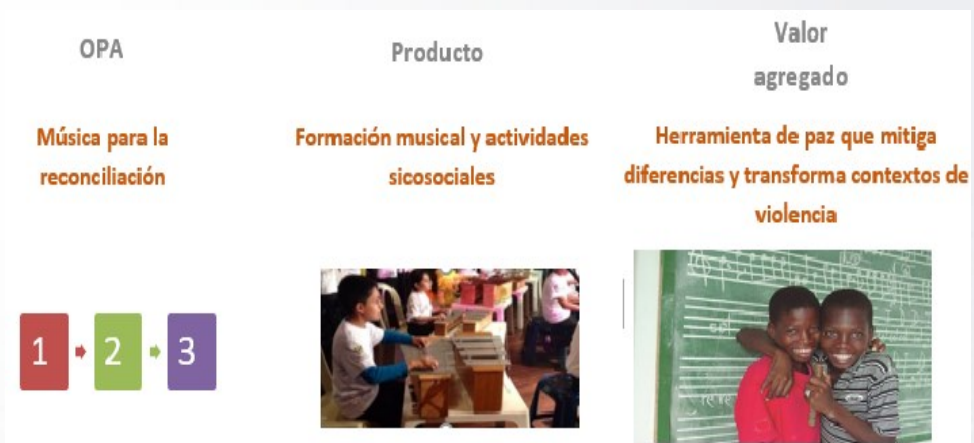 OPA
Producto
Valor
agregado
Música para la
reconciliación
Formación musical y actividades
sicosociales
Herramienta de paz que mitiga
diferencias y transforma contextos de
violencia
1
2
3
sol